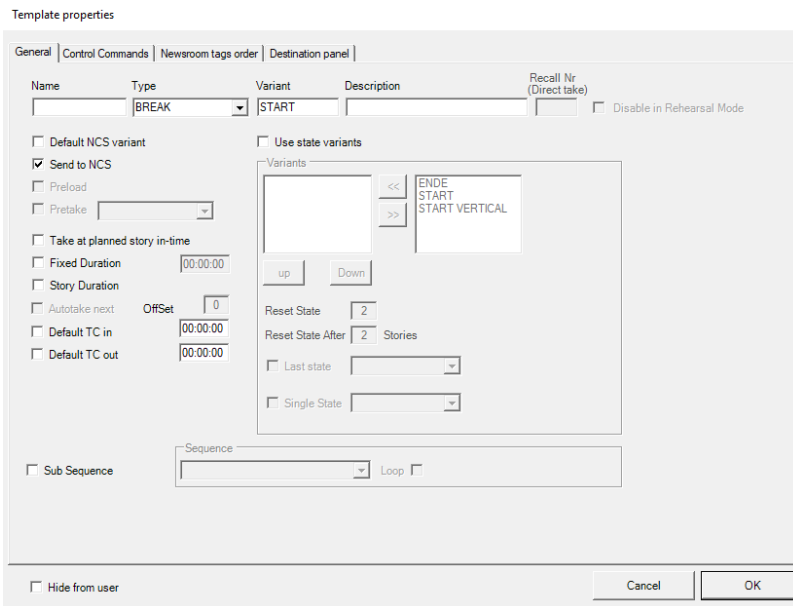 Template properties
General Control Commands Newsroom tags order Destination panel
Name Type Variant Description Recall Nr
(Direct take)
BREAK START Disable in Rehearsal Mode
Default NCS variant Use state variants
Send to NCS Variants
Preload << ENDE
START
Pretake >> START VERTICAL
Take at planned story in-time
Fixed Duration 00:00:00 up Down
Story Duration
Autotake next OffSet 0 Reset State 2
Default TC in 00:00:00 Reset State After 2 Stories
Default TC out 00:00:00
Last state
Single State
Sequence
Sub Sequence Loop
Hide from user Cancel OK